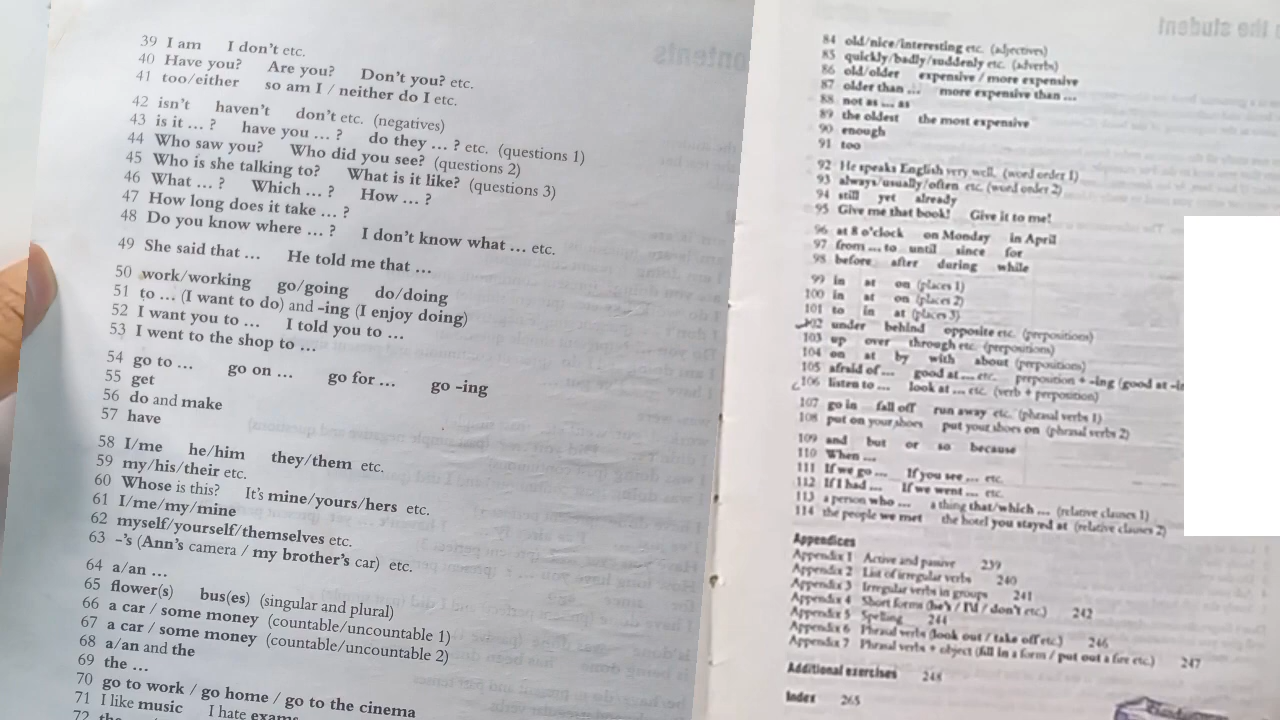 39 I am I don't etc.
40 Have you? Are you? Don't you? etc.
41 too/either so am I / neither do I etc.
42 isn't haven't don't etc. (negatives)
43 is it ... ? have you ... ? do they ... ? etc. (questions 1)
44 Who saw you? Who did you see? (questions 2)
45 Who is she talking to? What is it like? (questions 3)
46 What ... ? Which ... ? How ... ?
47 How long does it take ... ?
48 Do you know where ... ? I don't know what ... etc.
49 She said that ... He told me that ...
50 work/working go/going do/doing
51 to ... (I want to do) and -ing (I enjoy doing)
52 I want you to ... I told you to ...
53 I went to the shop to ...
54 go to ... go on ... go for ... go -ing
55 get
56 do and make
57 have
58 I/me he/him they/them etc.
59 my/his/their etc.
60 Whose is this? It's mine/yours/hers etc.
61 I/me/my/mine
62 myself/yourself/themselves etc.
63 -'s (Ann's camera / my brother's car) etc.
64 a/an ...
65 flower(s) bus(es) (singular and plural)
66 a car / some money (countable/uncountable 1)
67 a car / some money (countable/uncountable 2)
68 a/an and the
69 the ...
70 go to work / go home / go to the cinema
71 I like music I hate exams
72 the
84 old/nice/interesting etc. (adjectives)
85 quickly/badly/suddenly etc. (adverbs)
86 old/older expensive / more expensive
87 older than ... more expensive than ...
88 not as ... as
89 the oldest the most expensive
90 enough
91 too
92 He speaks English very well. (word order 1)
93 always/usually/often etc. (word order 2)
94 still yet already
95 Give me that book! Give it to me!
96 at 8 o'clock on Monday in April
97 from ... to until since for
98 before after during while
99 in at on (places 1)
100 in at on (places 2)
101 to in at (places 3)
102 under behind opposite etc. (prepositions)
103 up over through etc. (prepositions)
104 on at by with about (prepositions)
105 afraid of ... good at ... etc. preposition + -ing (good at -in
106 listen to ... look at ... etc. (verb + preposition)
107 go in fall off run away etc. (phrasal verbs 1)
108 put on your shoes put your shoes on (phrasal verbs 2)
109 and but or so because
110 When ...
111 If we go ... If you see ... etc.
112 If I had ... If we went ... etc.
113 a person who ... a thing that/which ... (relative clauses 1)
114 the people we met the hotel you stayed at (relative clauses 2)
Appendices
Appendix 1 Active and passive 239
Appendix 2 List of irregular verbs 240
Appendix 3 Irregular verbs in groups 241
Appendix 4 Short forms (he's / I'd / don't etc.) 242
Appendix 5 Spelling 244
Appendix 6 Phrasal verbs (look out / take off etc.) 246
Appendix 7 Phrasal verbs + object (fill in a form / put out a fire etc.) 247
Additional exercises 248
Index 265